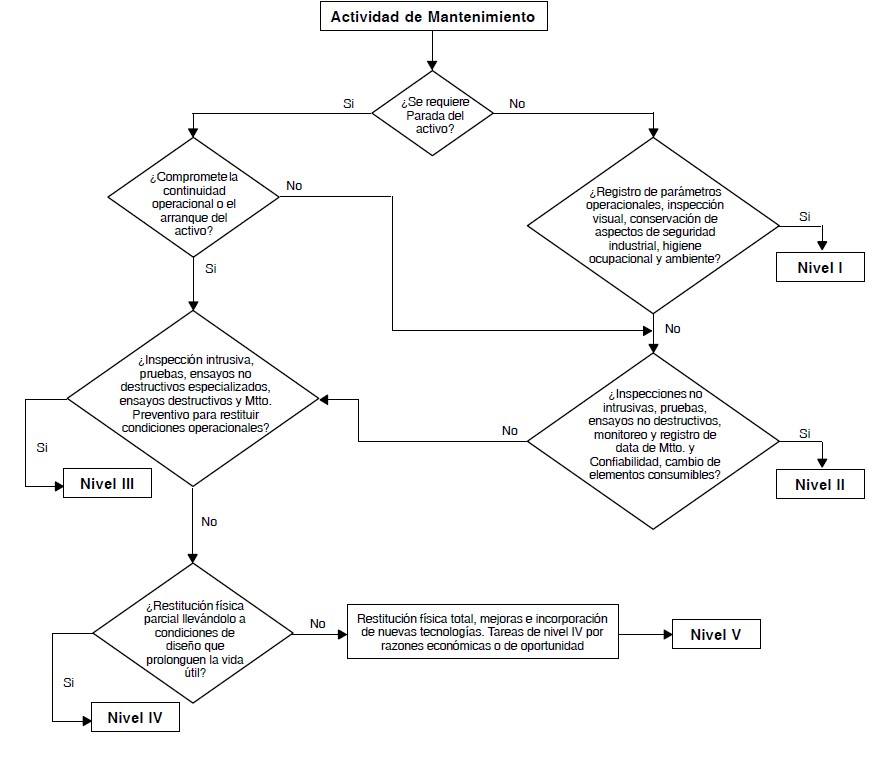 Actividad de Mantenimiento
¿Se requiere
Parada del
activo?
Si
No
¿Compromete la
continuidad
operacional o el
arranque del
activo?
No
Si
¿Registro de parámetros
operacionales, inspección
visual, conservación de
aspectos de seguridad
industrial, higiene
ocupacional y ambiente?
Si
Nivel I
No
¿Inspección intrusiva,
pruebas, ensayos no
destructivos especializados,
ensayos destructivos y Mtto.
Preventivo para restituir
condiciones operacionales?
Si
Nivel III
No
¿Inspecciones no
intrusivas, pruebas,
ensayos no destructivos,
monitoreo y registro de
data de Mtto. y
Confiabilidad, cambio de
elementos consumibles?
No
Si
Nivel II
¿Restitución física
parcial llevándolo a
condiciones de
diseño que
prolonguen la vida
útil?
No
Si
Nivel IV
Restitución física total, mejoras e incorporación
de nuevas tecnologías. Tareas de nivel IV por
razones económicas o de oportunidad
Nivel V